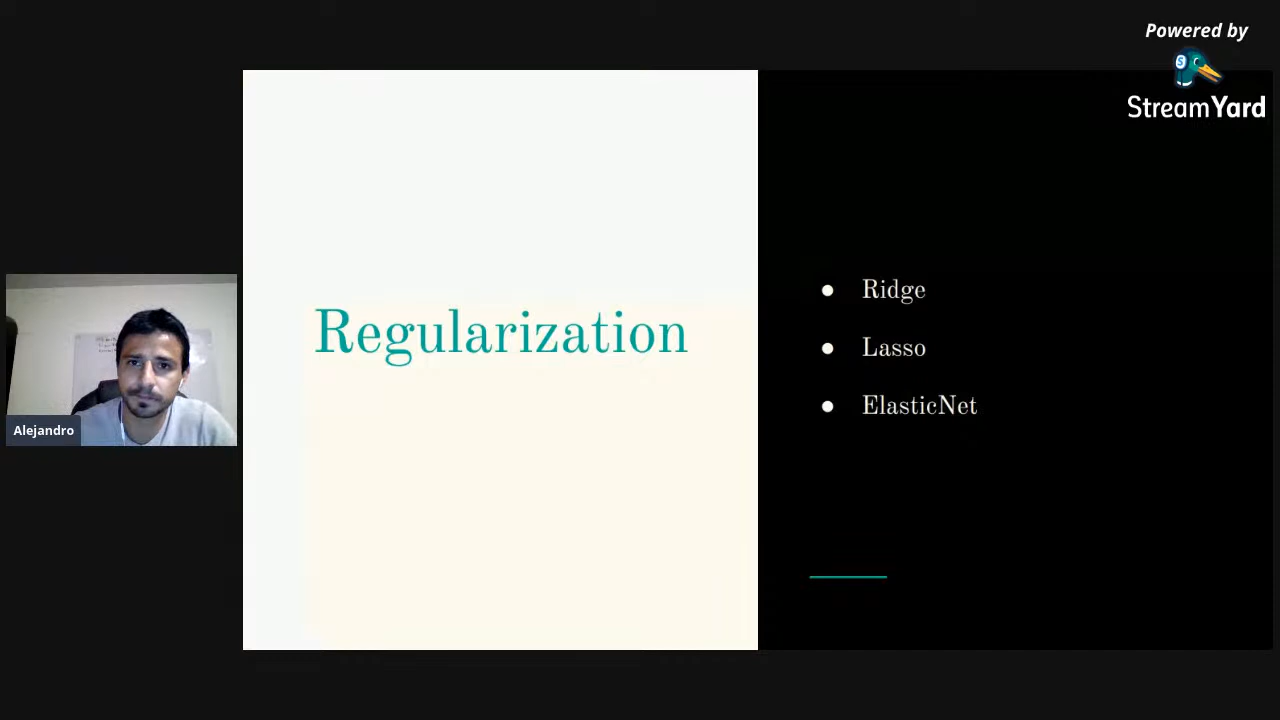 Powered by
StreamYard
Regularization
● Ridge
● Lasso
● ElasticNet
Alejandro